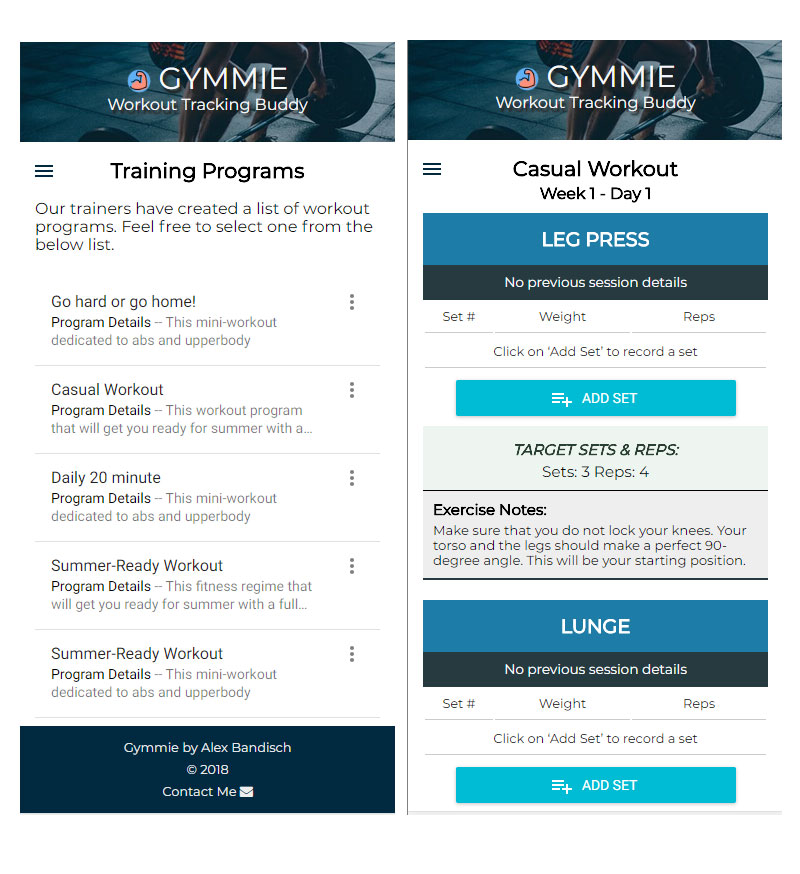 GYMMIE
Workout Tracking Buddy
Training Programs
Our trainers have created a list of workout
programs. Feel free to select one from the
below list.
Go hard or go home!
Program Details -- This mini-workout
dedicated to abs and upperbody
Casual Workout
Program Details -- This workout program
that will get you ready for summer with a...
Daily 20 minute
Program Details -- This mini-workout
dedicated to abs and upperbody
Summer-Ready Workout
Program Details -- This fitness regime that
will get you ready for summer with a full...
Summer-Ready Workout
Program Details -- This mini-workout
dedicated to abs and upperbody
Gymmie by Alex Bandisch
© 2018
Contact Me
GYMMIE
Workout Tracking Buddy
Casual Workout
Week 1 - Day 1
LEG PRESS
No previous session details
Set # Weight Reps
Click on 'Add Set' to record a set
ADD SET
TARGET SETS & REPS:
Sets: 3 Reps: 4
Exercise Notes:
Make sure that you do not lock your knees. Your
torso and the legs should make a perfect 90-
degree angle. This will be your starting position.
LUNGE
No previous session details
Set # Weight Reps
Click on 'Add Set' to record a set
ADD SET